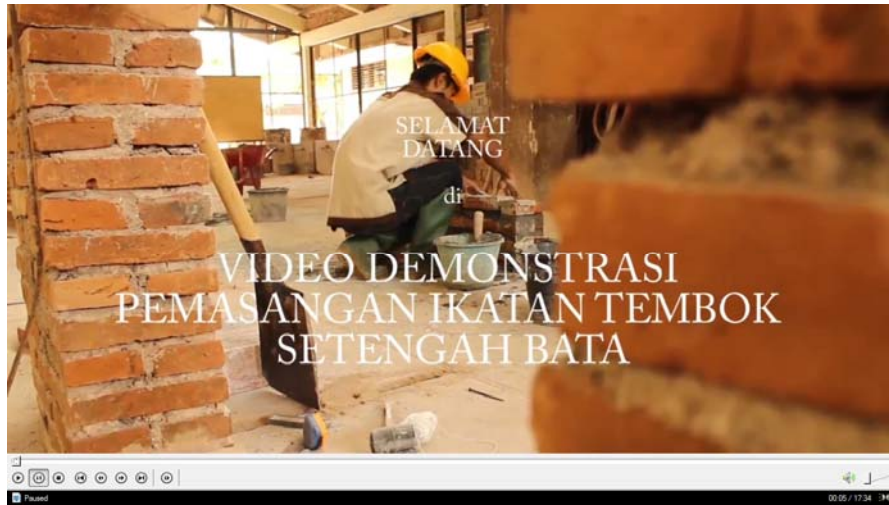 SELAMAT
DATANG
di
VIDEO DEMONSTRASI
PEMASANGAN IKATAN TEMBOK
SETENGAH BATA
Paused
00:05 / 17:34